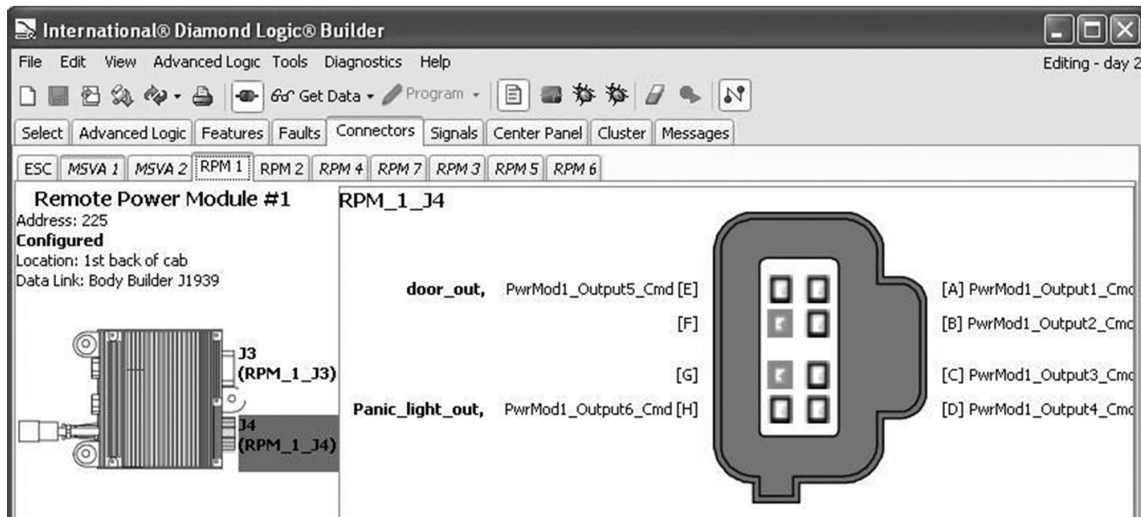 International® Diamond Logic® Builder
File Edit View Advanced Logic Tools Diagnostics Help Editing - day 2
Get Data Program
Select Advanced Logic Features Faults Connectors Signals Center Panel Cluster Messages
ESC MSVA 1 MSVA 2 RPM 1 RPM 2 RPM 4 RPM 7 RPM 3 RPM 5 RPM 6
Remote Power Module #1
Address: 225
Configured
Location: 1st back of cab
Data Link: Body Builder J1939
J3
(RPM_1_J3)
J4
(RPM_1_J4)
RPM_1_J4
door_out, PwrMod1_Output5_Cmd [E]
[F]
[G]
Panic_light_out, PwrMod1_Output6_Cmd [H]
[A] PwrMod1_Output1_Cmd
[B] PwrMod1_Output2_Cmd
[C] PwrMod1_Output3_Cmd
[D] PwrMod1_Output4_Cmd